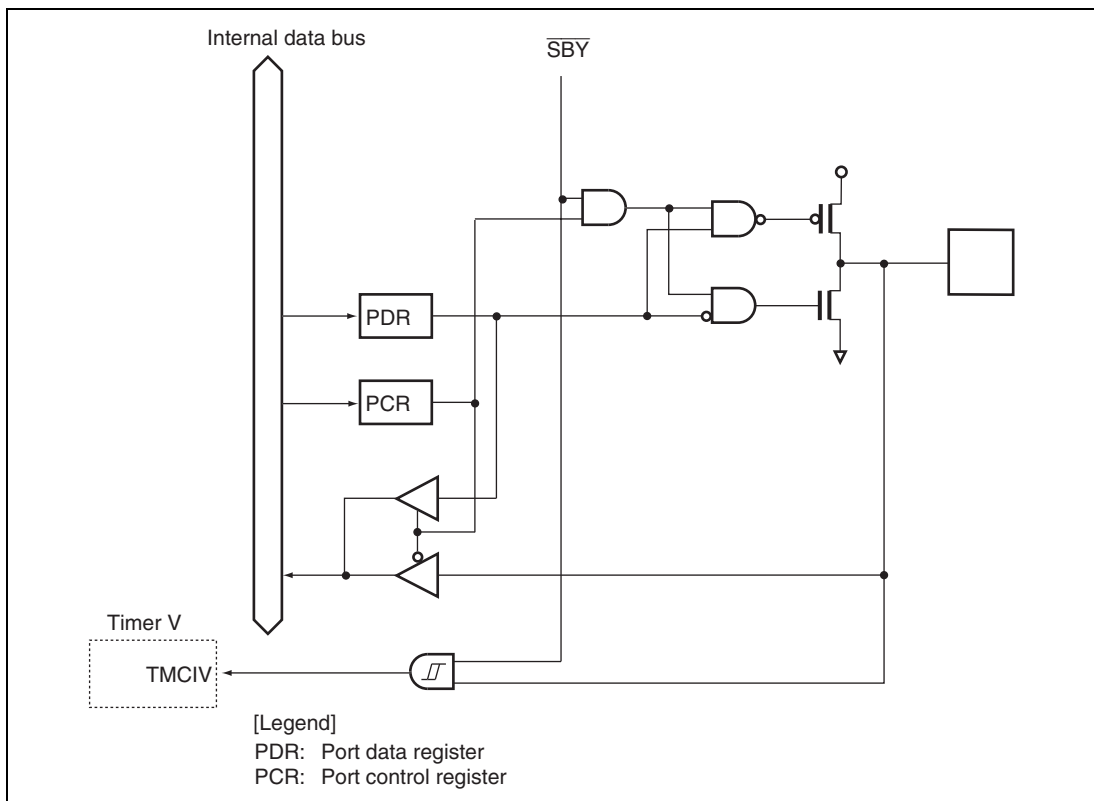 Internal data bus
SBY
PDR
PCR
Timer V
TMCIV
[Legend]
PDR: Port data register
PCR: Port control register